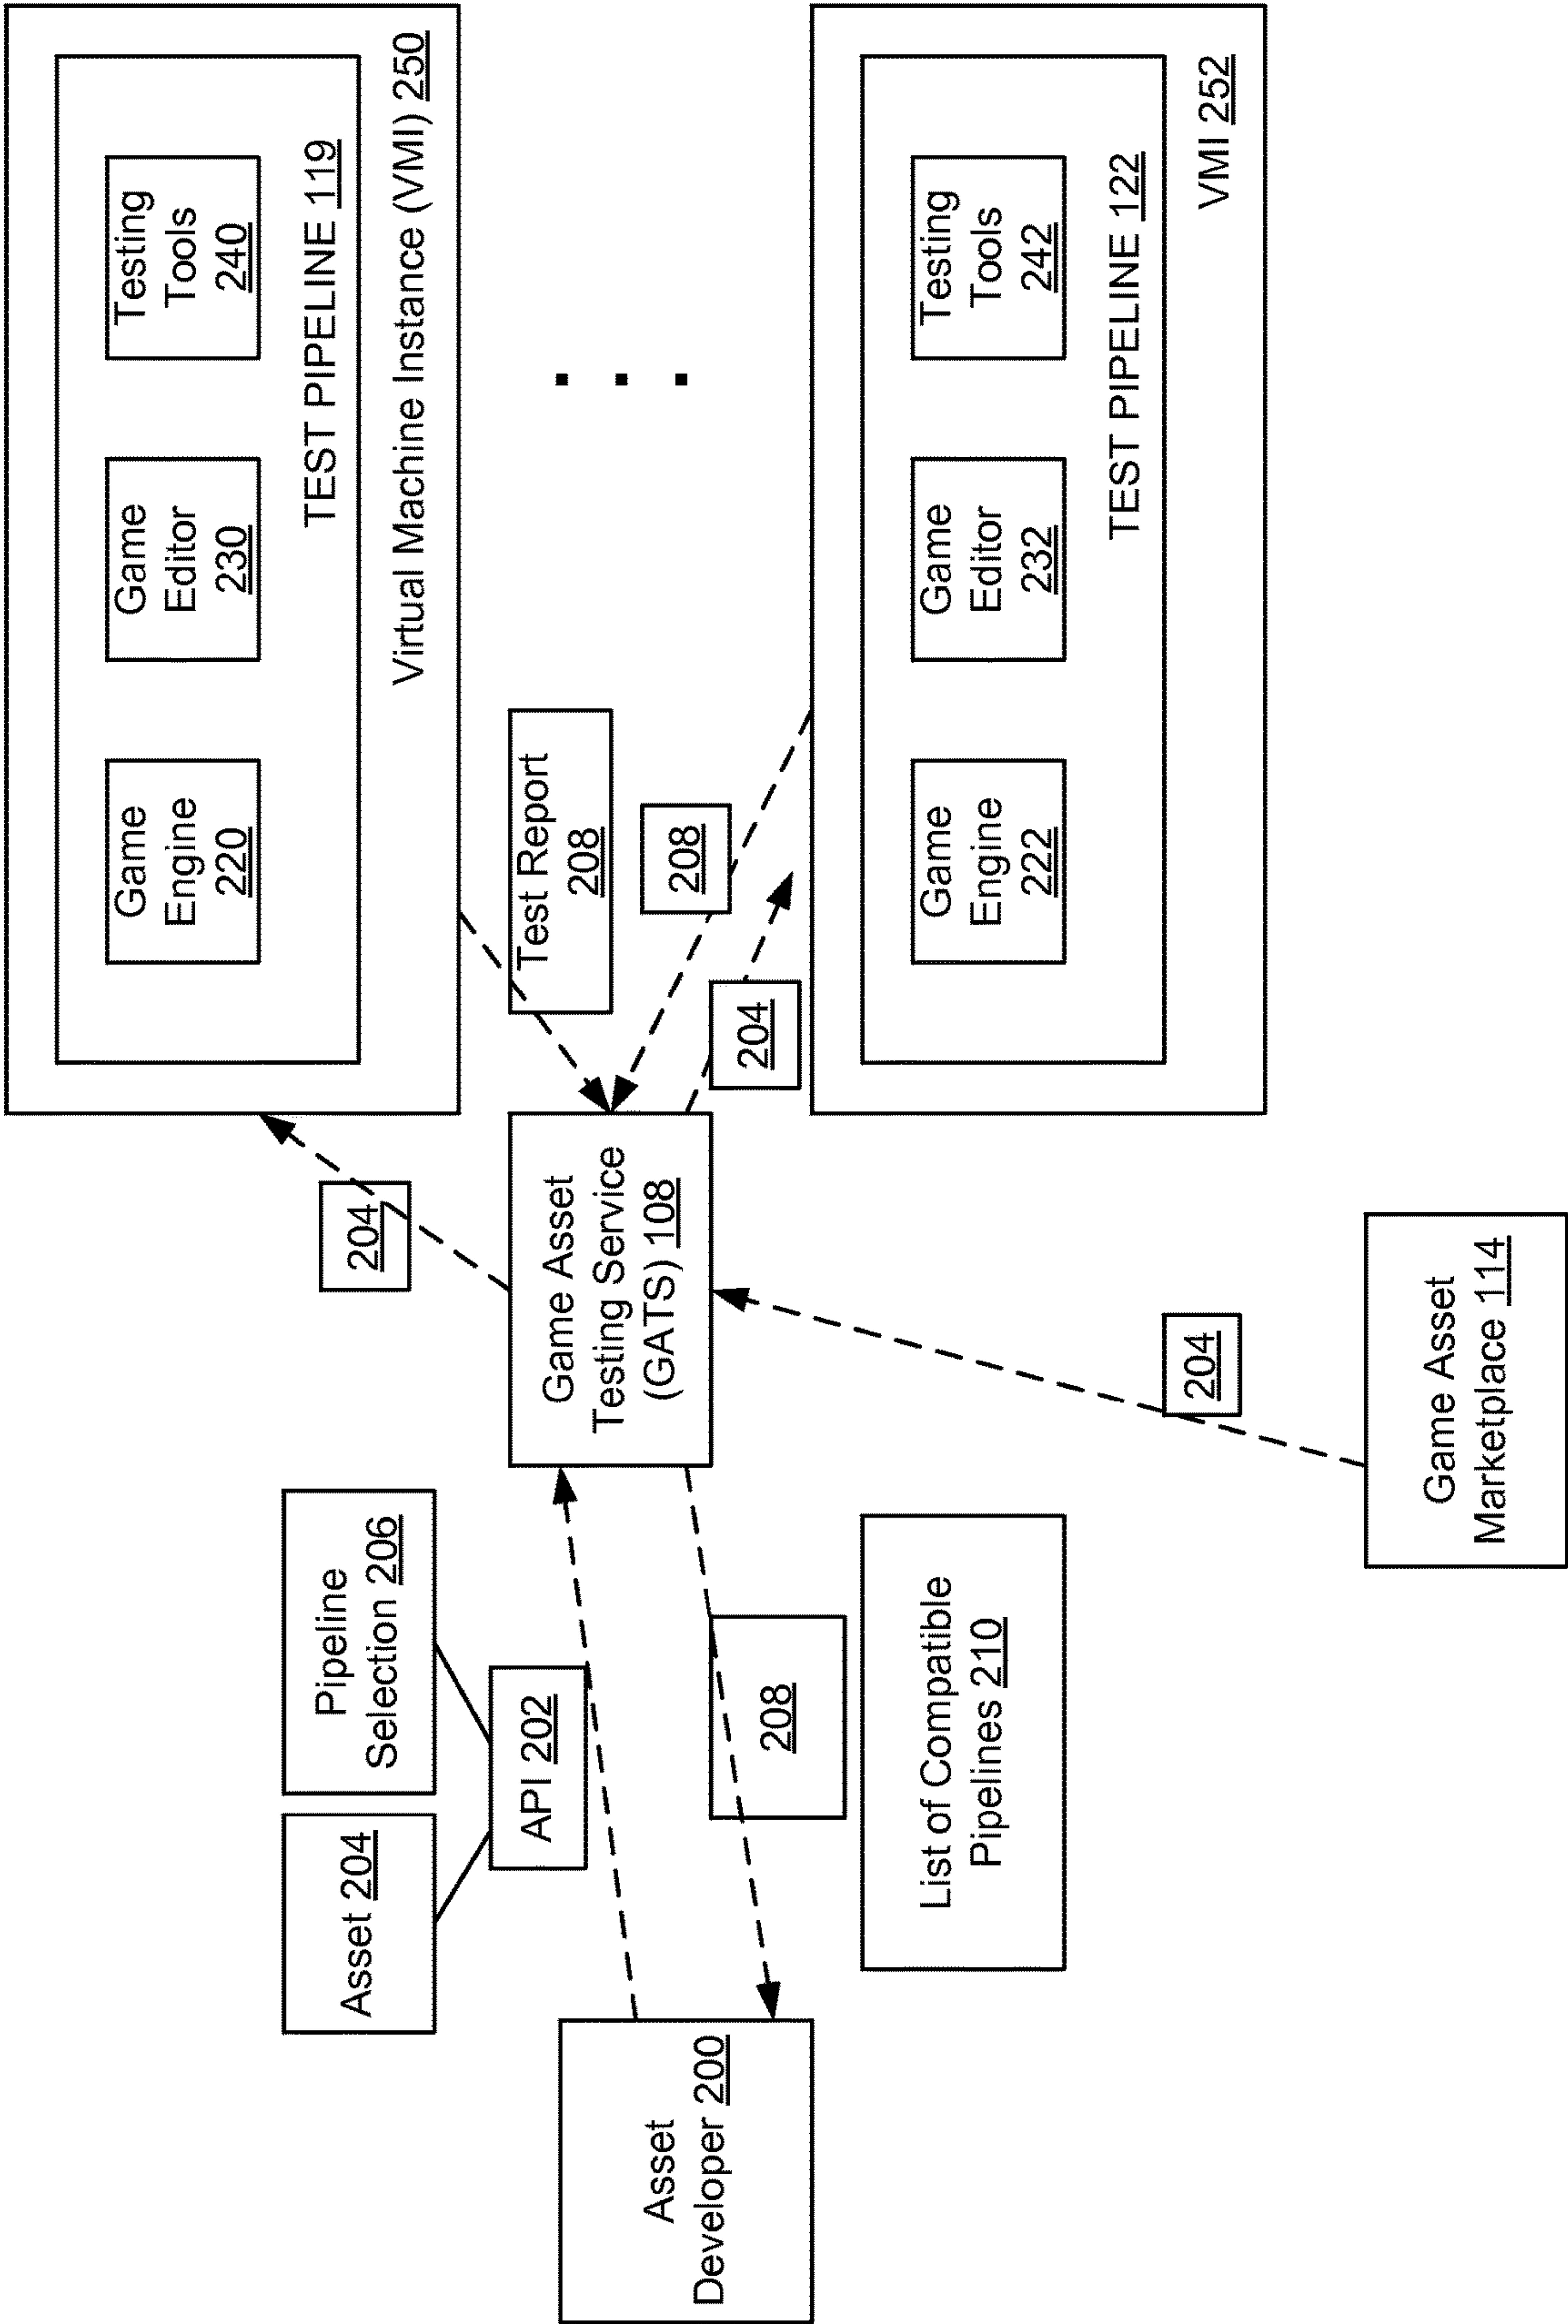 Asset 204
Pipeline
Selection 206
API 202
Asset
Developer 200
208
List of Compatible
Pipelines 210
Game Asset
Testing Service
(GATS) 108
204
Game Asset
Marketplace 114
204
Game
Engine
220
Game
Editor
230
Testing
Tools
240
TEST PIPELINE 119
Virtual Machine Instance (VMI) 250
Test Report
208
208
204
Game
Engine
222
Game
Editor
232
Testing
Tools
242
TEST PIPELINE 122
VMI 252